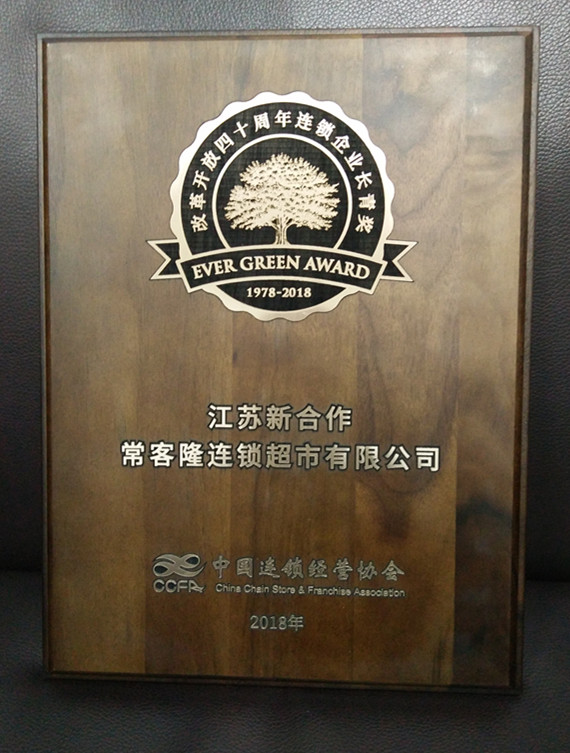 改革开放四十周年连锁企业长青奖
EVER GREEN AWARD
1978-2018
江苏新合作
常客隆连锁超市有限公司
CCFA 中国连锁经营协会
China Chain Store & Franchise Association
2018年